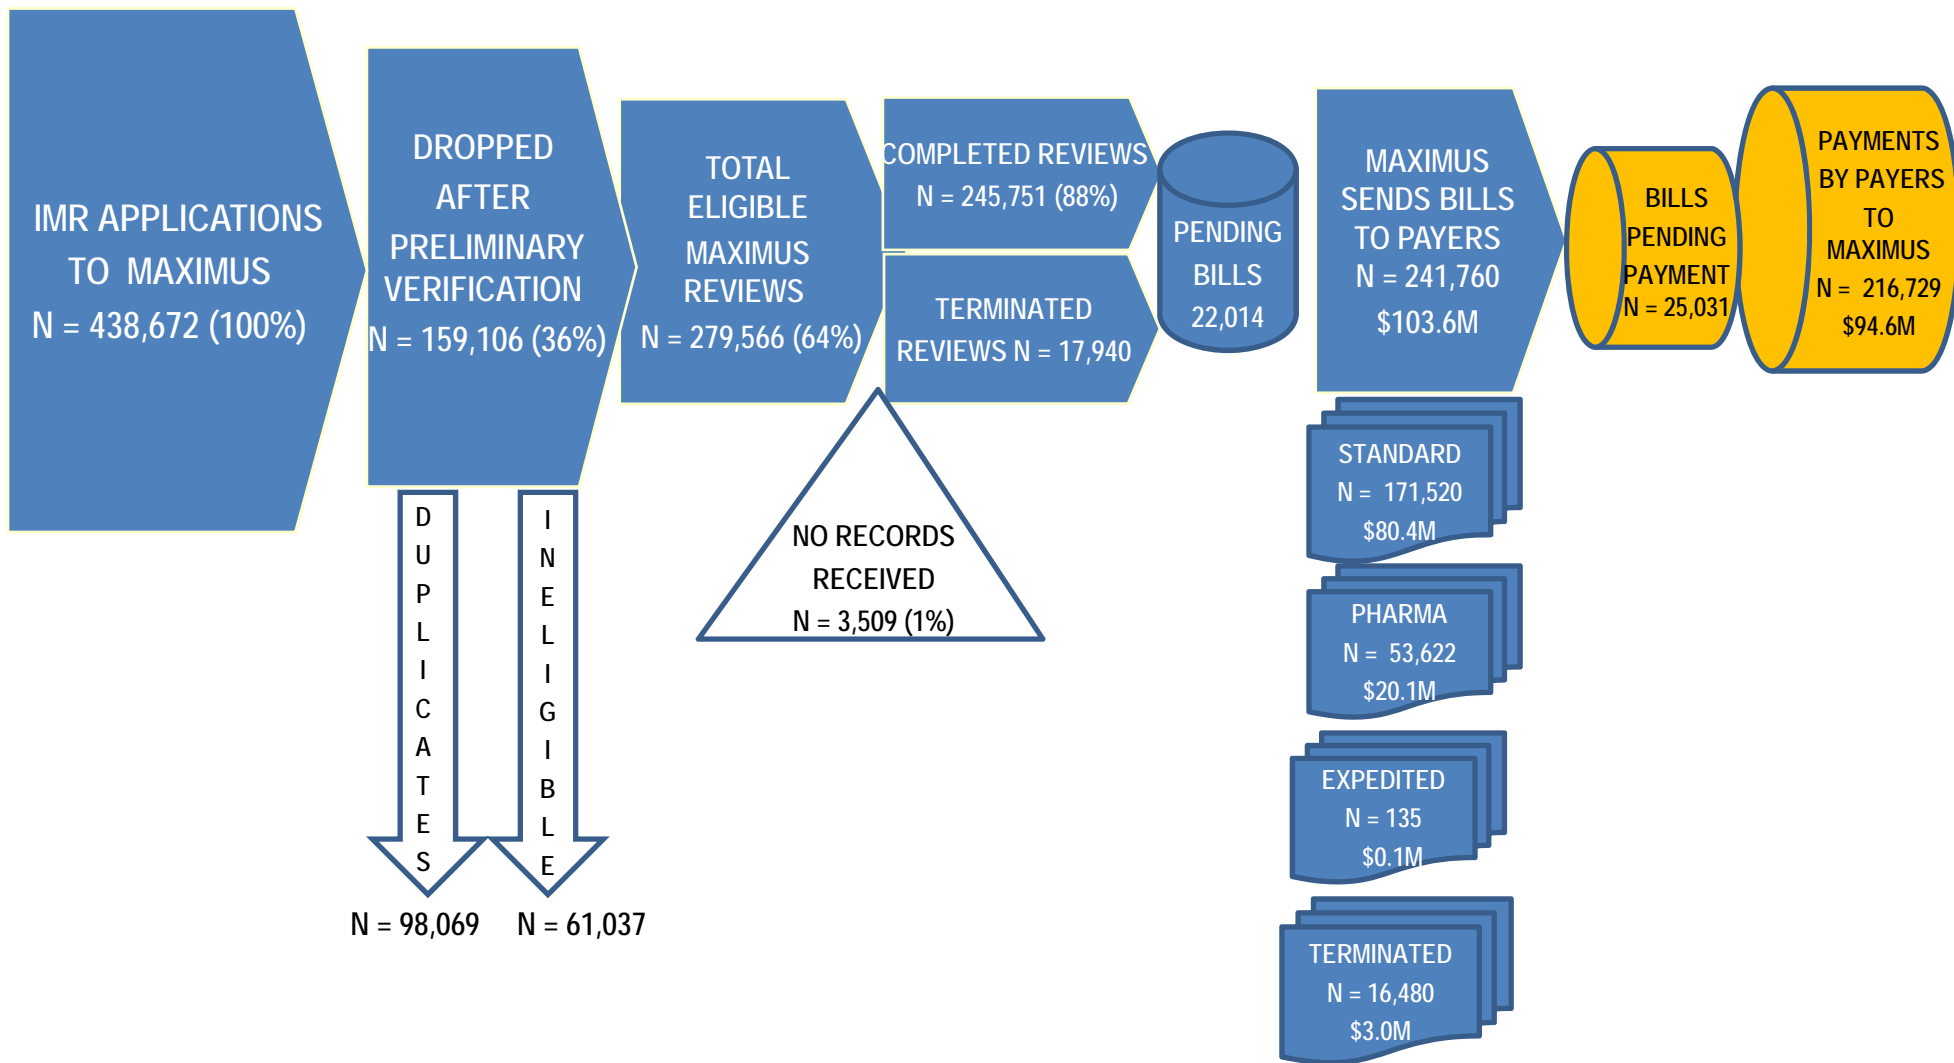 IMR APPLICATIONS
TO MAXIMUS
N = 438,672 (100%)
DROPPED
AFTER
PRELIMINARY
VERIFICATION
N = 159,106 (36%)
DUPLICATES
N = 98,069
INELIGIBLE
N = 61,037
TOTAL
ELIGIBLE
MAXIMUS
REVIEWS
N = 279,566 (64%)
NO RECORDS
RECEIVED
N = 3,509 (1%)
COMPLETED REVIEWS
N = 245,751 (88%)
TERMINATED
REVIEWS N = 17,940
PENDING
BILLS
22,014
MAXIMUS
SENDS BILLS
TO PAYERS
N = 241,760
$103.6M
STANDARD
N = 171,520
$80.4M
PHARMA
N = 53,622
$20.1M
EXPEDITED
N = 135
$0.1M
TERMINATED
N = 16,480
$3.0M
BILLS
PENDING
PAYMENT
N = 25,031
PAYMENTS
BY PAYERS
TO
MAXIMUS
N = 216,729
$94.6M